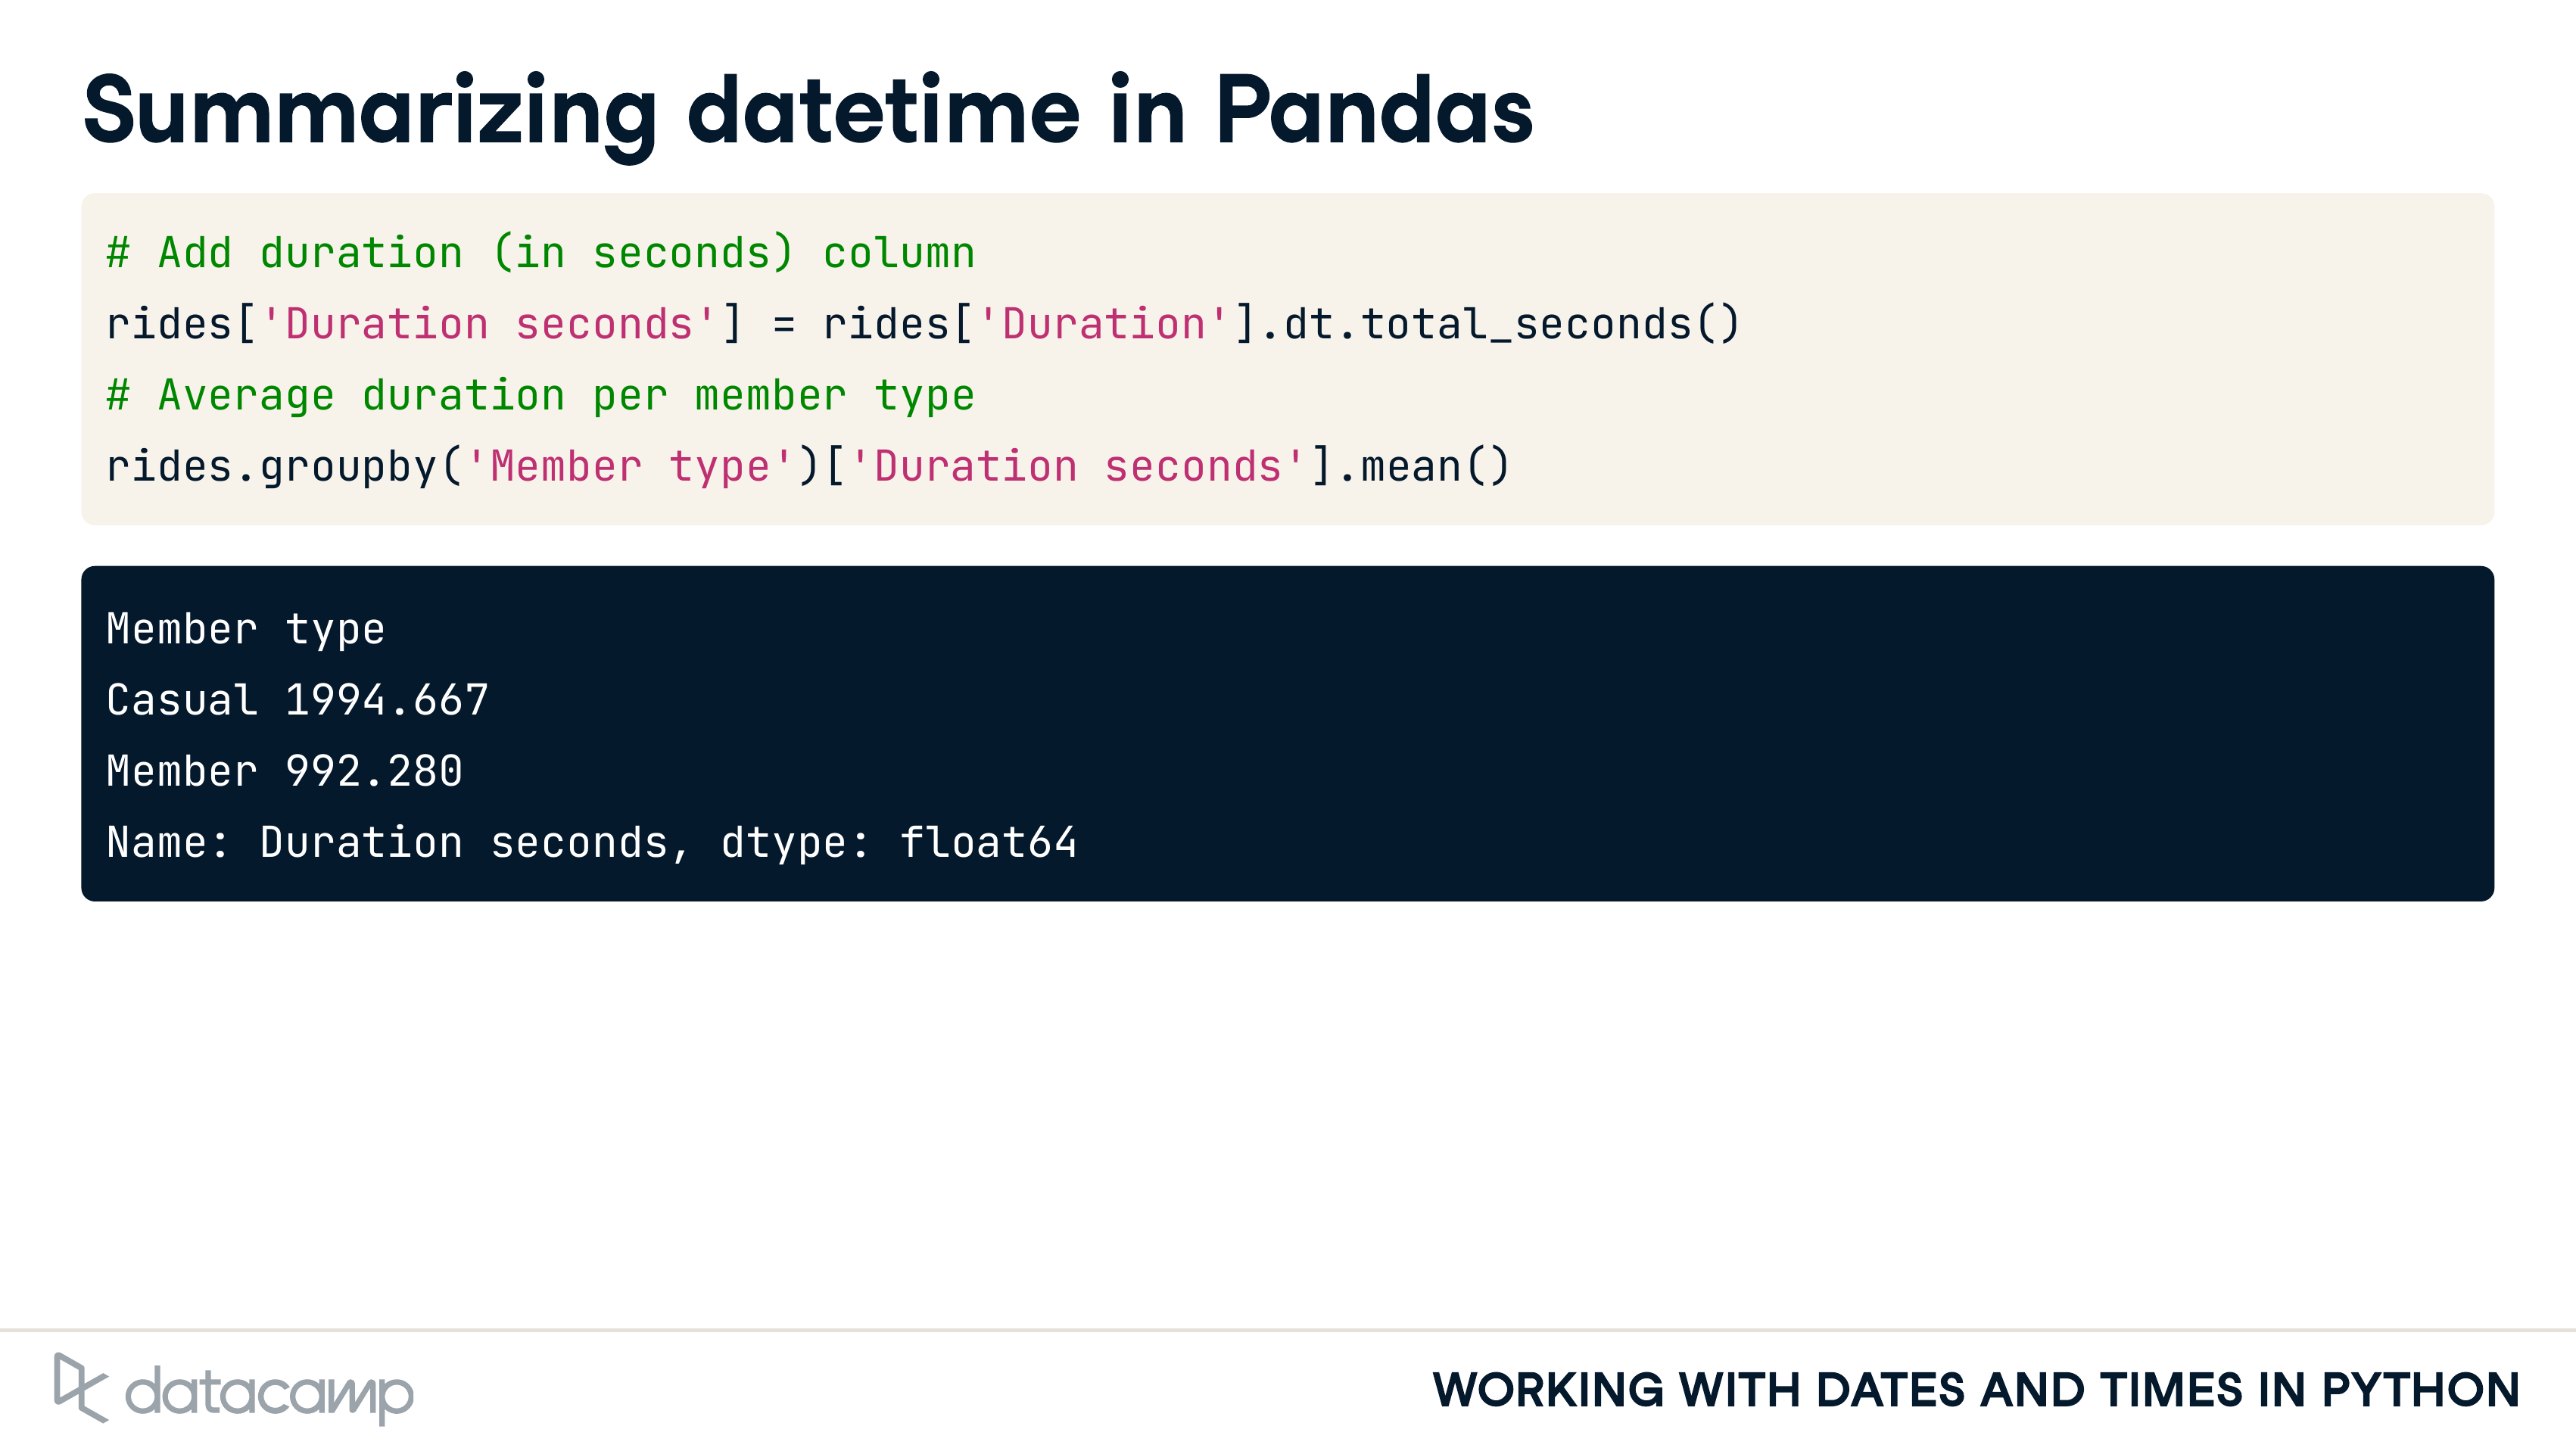 Summarizing datetime in Pandas
# Add duration (in seconds) column
rides['Duration seconds'] = rides['Duration'].dt.total_seconds()
# Average duration per member type
rides.groupby('Member type')['Duration seconds'].mean()
Member type
Casual 1994.667
Member 992.280
Name: Duration seconds, dtype: float64
datacamp
WORKING WITH DATES AND TIMES IN PYTHON